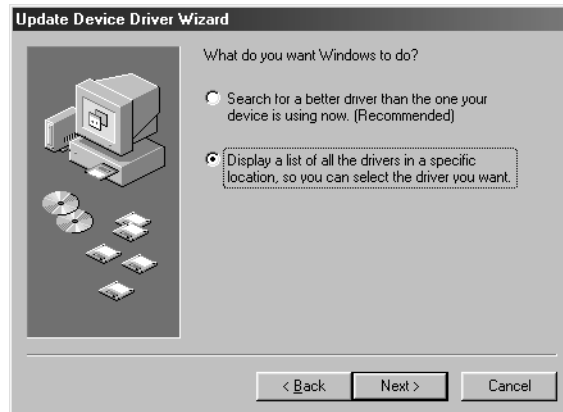 Update Device Driver Wizard
What do you want Windows to do?
Search for a better driver than the one your
device is using now. (Recommended)
Display a list of all the drivers in a specific
location, so you can select the driver you want.
< Back
Next >
Cancel